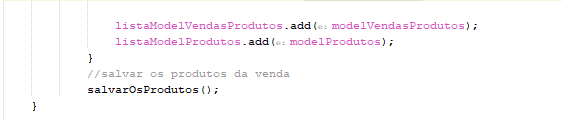 listaModelVendasProdutos.add(e: modelVendasProdutos);
listaModelProdutos.add(e: modelProdutos);
}
//salvar os produtos da venda
salvarOsProdutos();
}